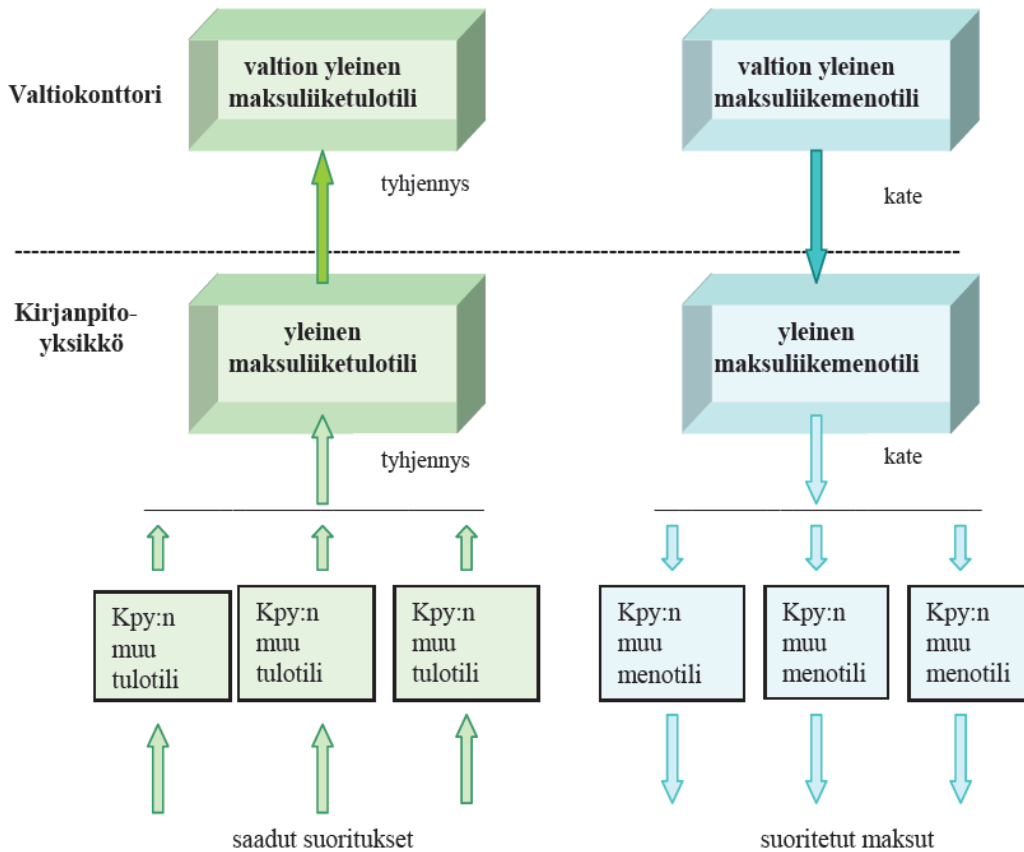 valtion yleinen
maksuliiketulotili
valtion yleinen
maksuliikemenotili
Valtiokonttori
tyhjennys
kate
Kirjanpito-
yksikkö
yleinen
maksuliiketulotili
yleinen
maksuliikemenotili
tyhjennys
kate
Kpy:n
muu
tulotili
Kpy:n
muu
tulotili
Kpy:n
muu
tulotili
Kpy:n
muu
menotili
Kpy:n
muu
menotili
Kpy:n
muu
menotili
saadut suoritukset
suoritetut maksut